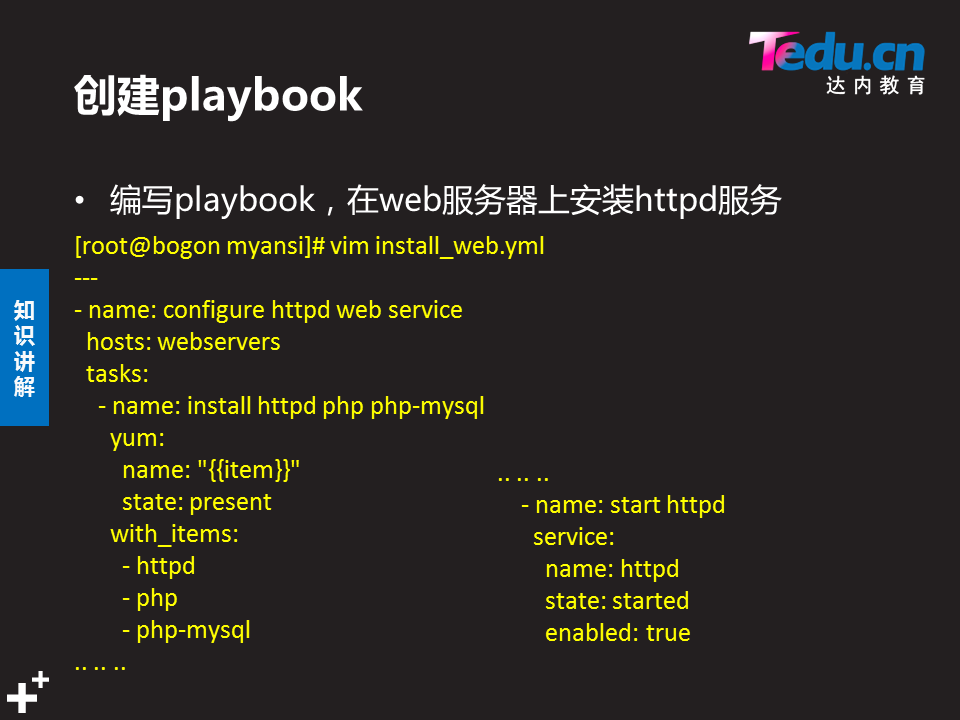 Tedu.cn
达内教育
创建playbook
• 编写playbook，在web服务器上安装httpd服务
[root@bogon myansi]# vim install_web.yml
---
- name: configure httpd web service
  hosts: webservers
  tasks:
    - name: install httpd php php-mysql
      yum:
        name: "{{item}}"
        state: present
      with_items:
        - httpd
        - php
        - php-mysql
.. .. ..
.. .. ..
    - name: start httpd
      service:
        name: httpd
        state: started
        enabled: true
知识讲解